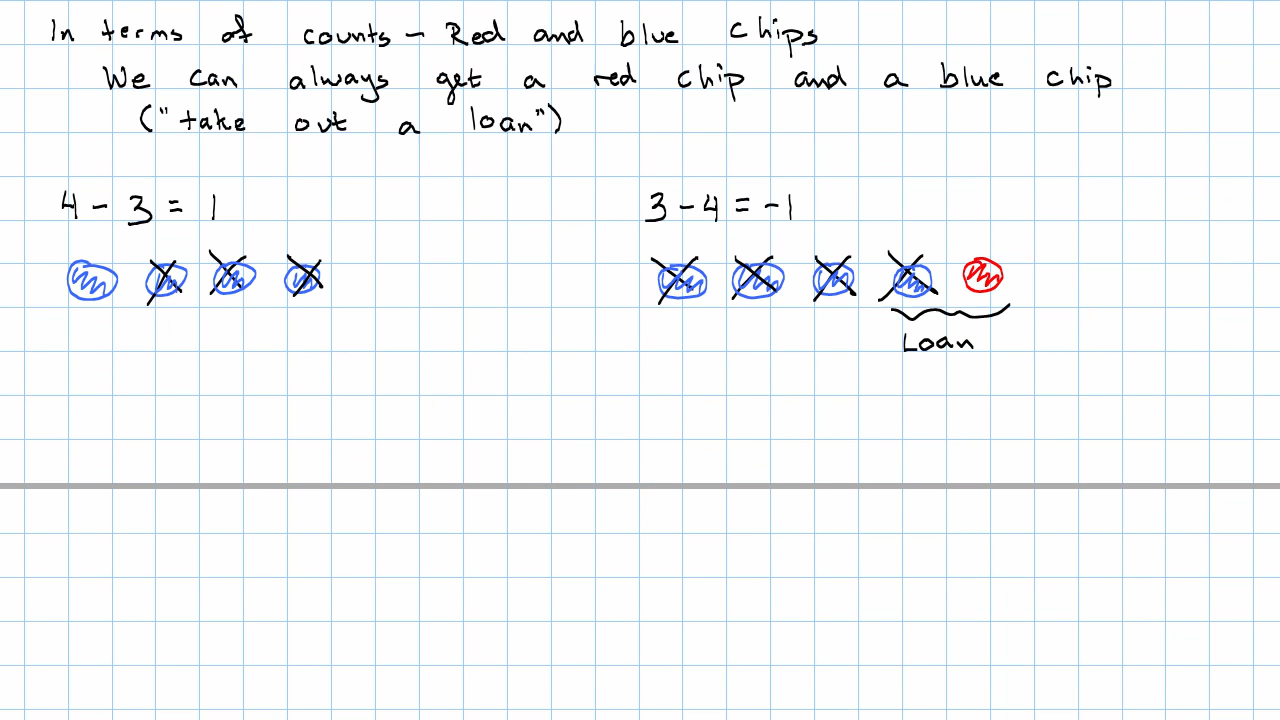 In terms of counts – Red and blue chips
We can always get a red chip and a blue chip
("take out a loan")
4 - 3 = 1
3 - 4 = -1
Loan